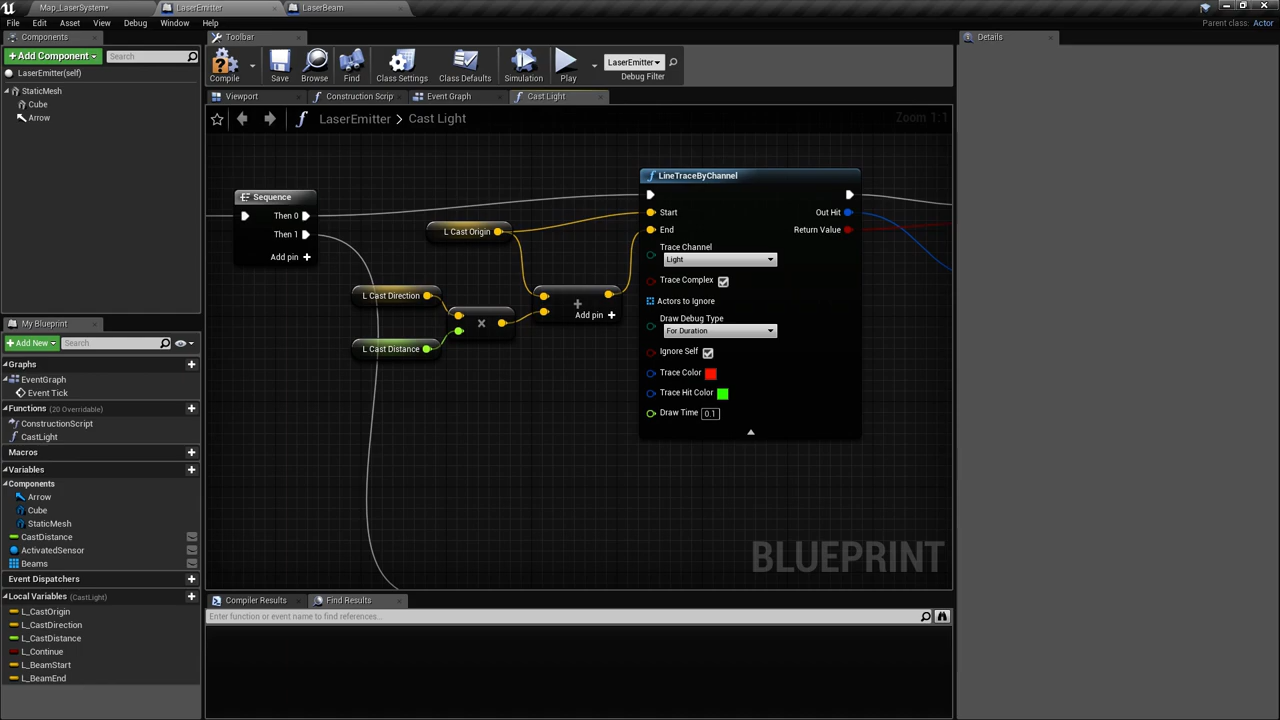 Map_LaserSystem*
LaserEmitter
LaserBeam
File Edit Asset View Debug Window Help
Parent class: Actor
Components
Toolbar
Details
+Add Component
Search
LaserEmitter(self)
StaticMesh
Cube
Arrow
Compile
Save
Browse
Find
Class Settings
Class Defaults
Simulation
Play
LaserEmitter
Debug Filter
Viewport
Construction Scrip
Event Graph
Cast Light
LaserEmitter > Cast Light
Zoom 1:1
Sequence
Then 0
Then 1
Add pin +
L Cast Origin
L Cast Direction
L Cast Distance
Add pin +
LineTraceByChannel
Start
Out Hit
End
Return Value
Trace Channel
Light
Trace Complex
Actors to Ignore
Draw Debug Type
For Duration
Ignore Self
Trace Color
Trace Hit Color
Draw Time 0.1
BLUEPRINT
My Blueprint
+Add New
Search
Graphs
EventGraph
Event Tick
Functions (20 Overridable)
ConstructionScript
CastLight
Macros
Variables
Components
Arrow
Cube
StaticMesh
CastDistance
ActivatedSensor
Beams
Event Dispatchers
Local Variables (CastLight)
L_CastOrigin
L_CastDirection
L_CastDistance
L_Continue
L_BeamStart
L_BeamEnd
Compiler Results
Find Results
Enter function or event name to find references...